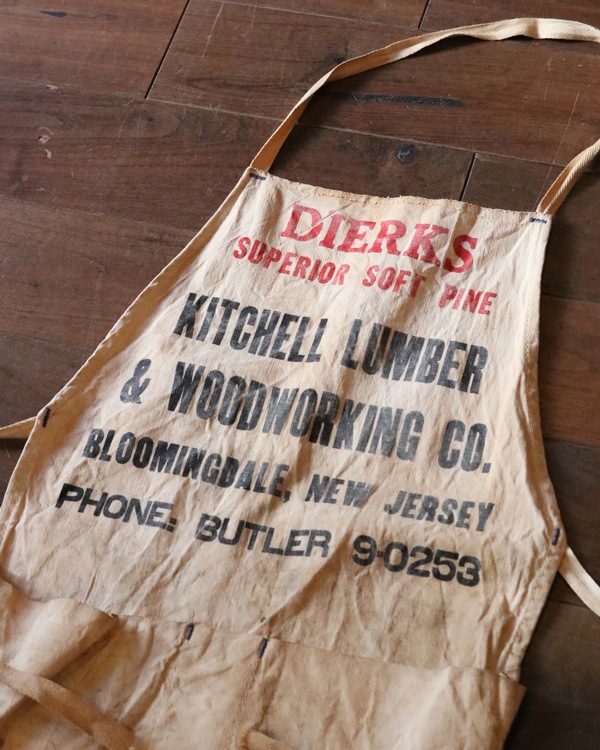 DIERKS
SUPERIOR SOFT PINE
KITCHELL LUMBER
& WOODWORKING CO.
BLOOMINGDALE, NEW JERSEY
PHONE: BUTLER 9-0253